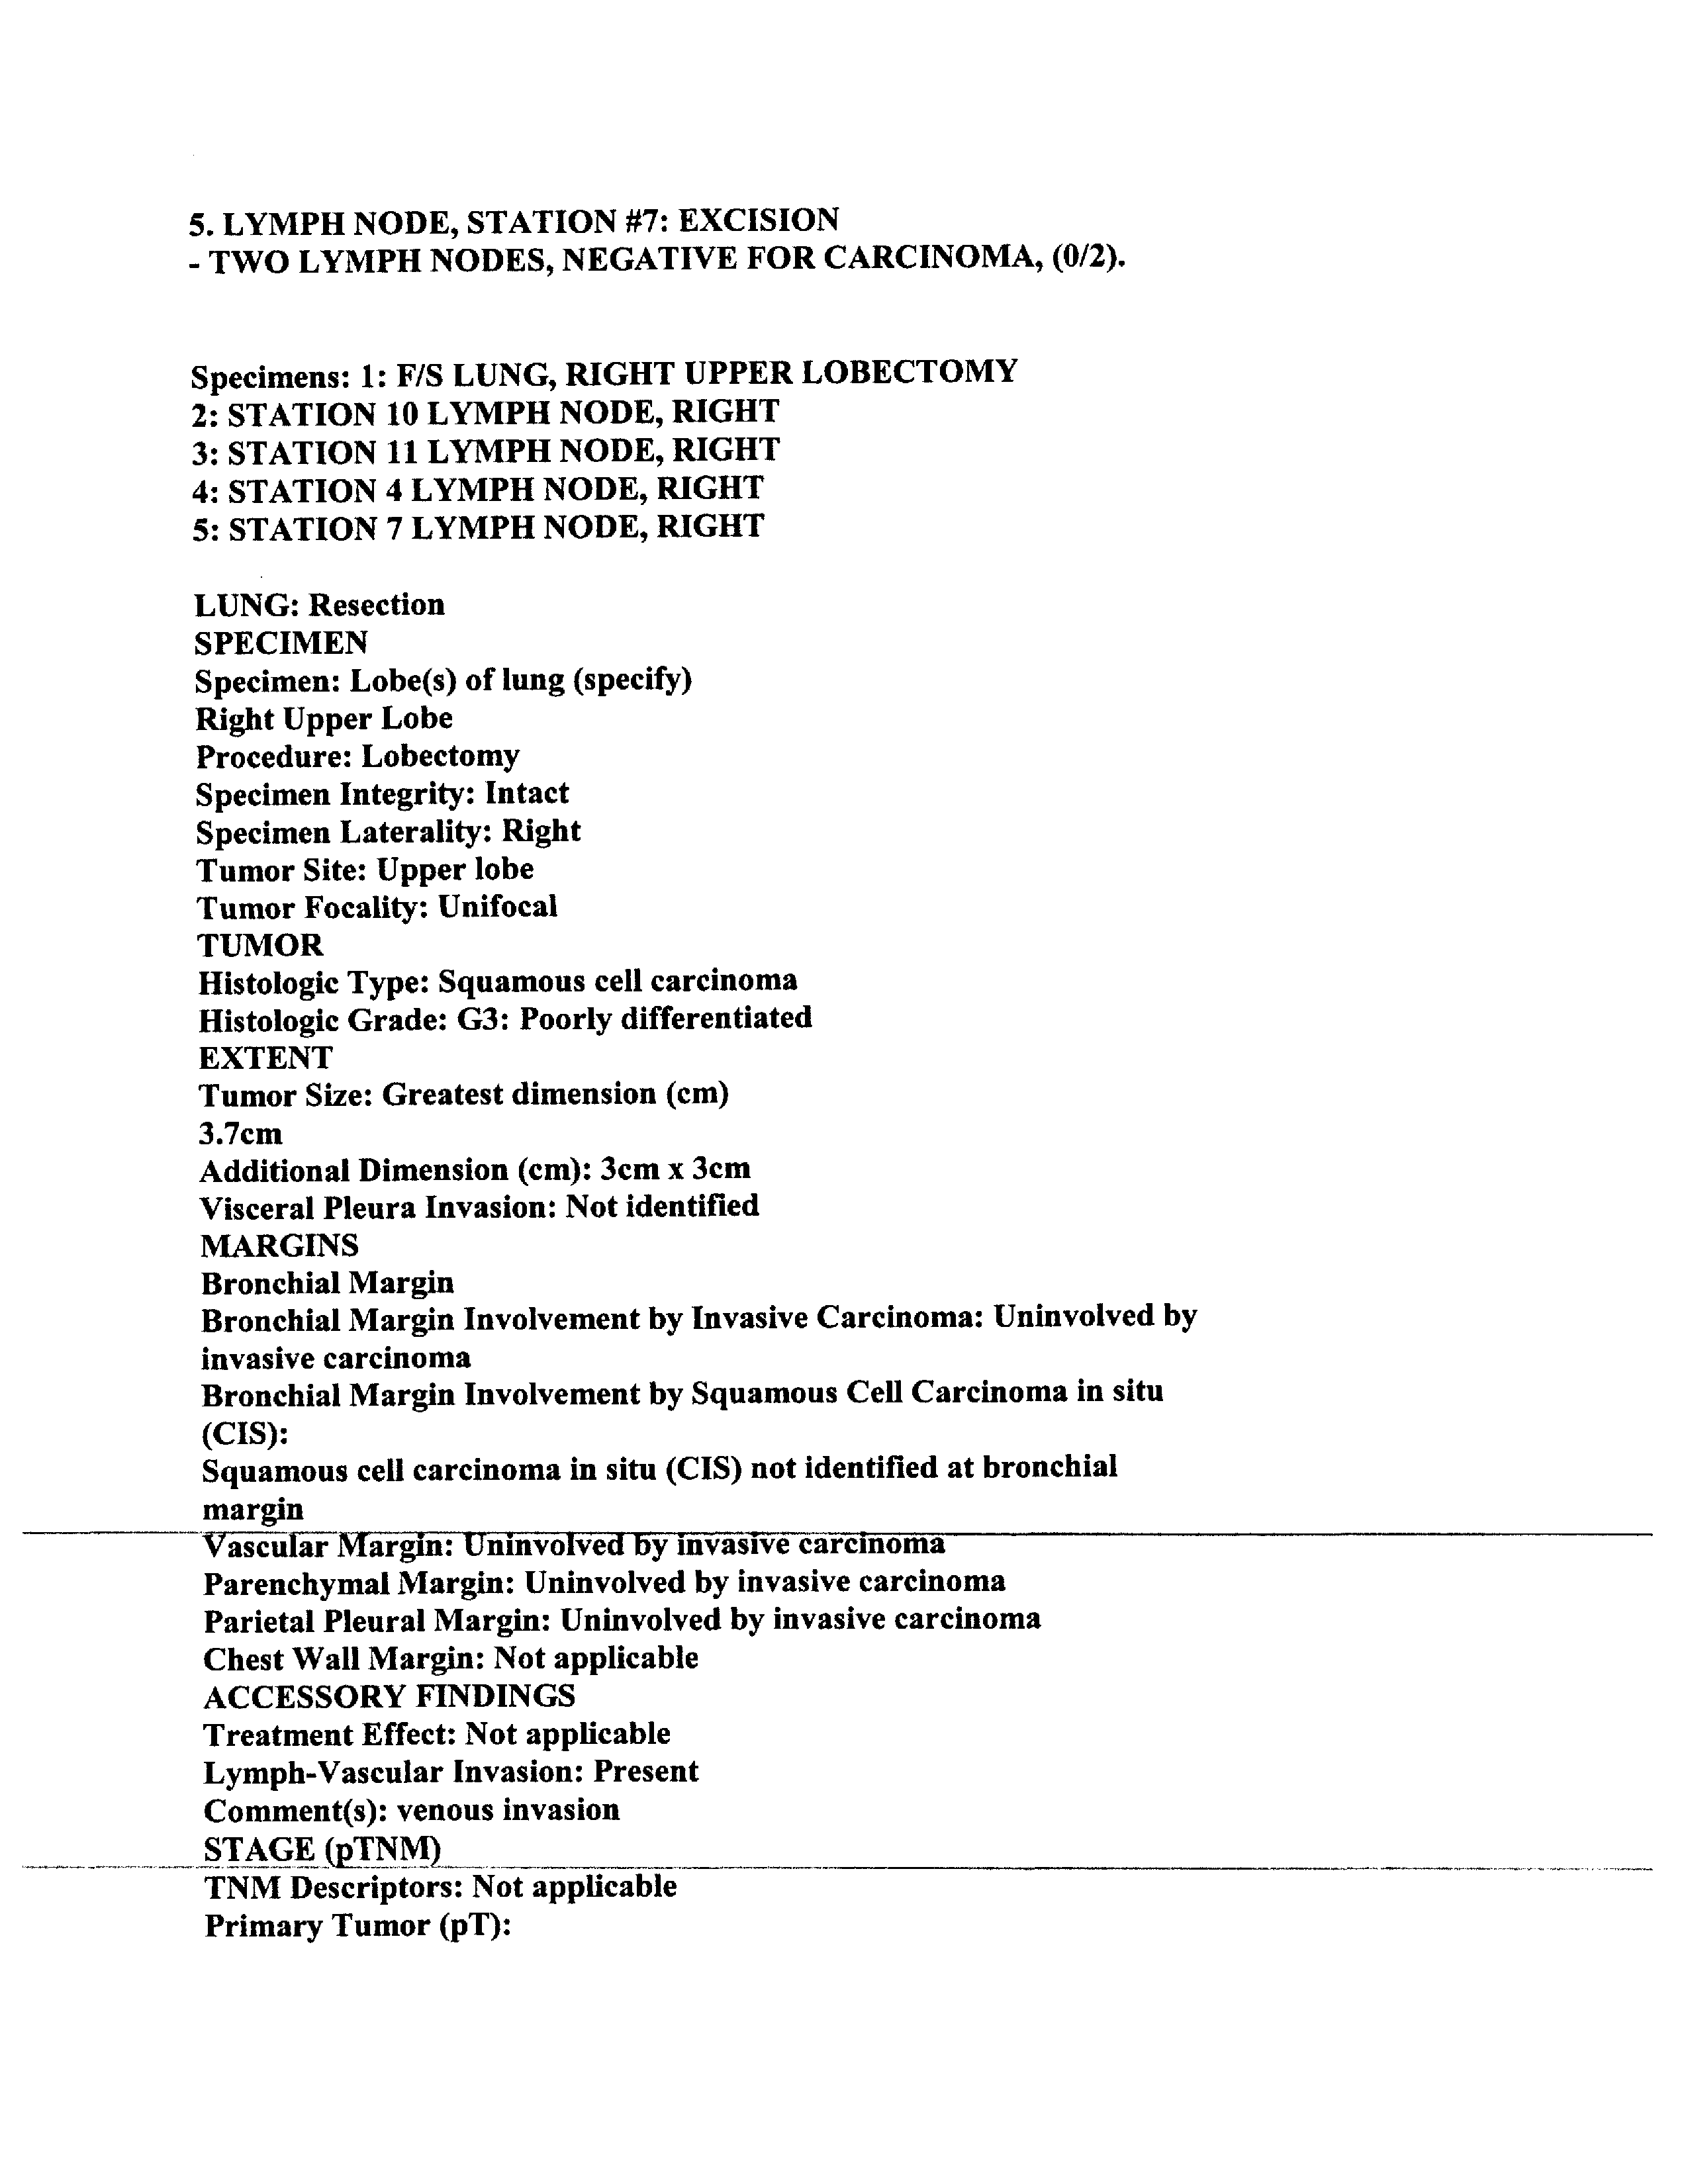 5. LYMPH NODE, STATION #7: EXCISION
- TWO LYMPH NODES, NEGATIVE FOR CARCINOMA, (0/2).
Specimens: 1: F/S LUNG, RIGHT UPPER LOBECTOMY
2: STATION 10 LYMPH NODE, RIGHT
3: STATION 11 LYMPH NODE, RIGHT
4: STATION 4 LYMPH NODE, RIGHT
5: STATION 7 LYMPH NODE, RIGHT
LUNG: Resection
SPECIMEN
Specimen: Lobe(s) of lung (specify)
Right Upper Lobe
Procedure: Lobectomy
Specimen Integrity: Intact
Specimen Laterality: Right
Tumor Site: Upper lobe
Tumor Focality: Unifocal
TUMOR
Histologic Type: Squamous cell carcinoma
Histologic Grade: G3: Poorly differentiated
EXTENT
Tumor Size: Greatest dimension (cm)
3.7cm
Additional Dimension (cm): 3cm x 3cm
Visceral Pleura Invasion: Not identified
MARGINS
Bronchial Margin
Bronchial Margin Involvement by Invasive Carcinoma: Uninvolved by
invasive carcinoma
Bronchial Margin Involvement by Squamous Cell Carcinoma in situ
(CIS):
Squamous cell carcinoma in situ (CIS) not identified at bronchial
margin
Vascular Margin: Uninvolved by invasive carcinoma
Parenchymal Margin: Uninvolved by invasive carcinoma
Parietal Pleural Margin: Uninvolved by invasive carcinoma
Chest Wall Margin: Not applicable
ACCESSORY FINDINGS
Treatment Effect: Not applicable
Lymph-Vascular Invasion: Present
Comment(s): venous invasion
STAGE (pTNM)
TNM Descriptors: Not applicable
Primary Tumor (pT):